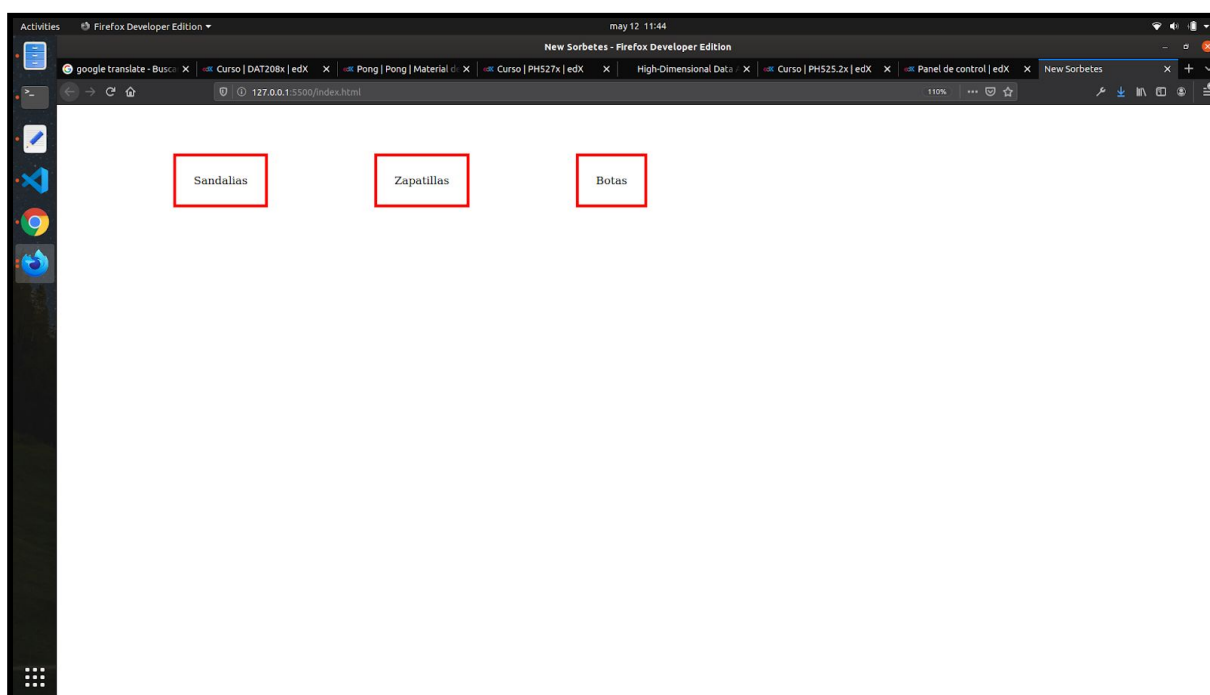 Activities Firefox Developer Edition may 12 11:44
New Sorbetes - Firefox Developer Edition
google translate - Busca Curso | DAT208x | edX Pong | Pong | Material de Curso | PH527x | edX High-Dimensional Data Curso | PH525.2x | edX Panel de control | edX New Sorbetes
127.0.0.1:5500/index.html 110%
Sandalias Zapatillas Botas